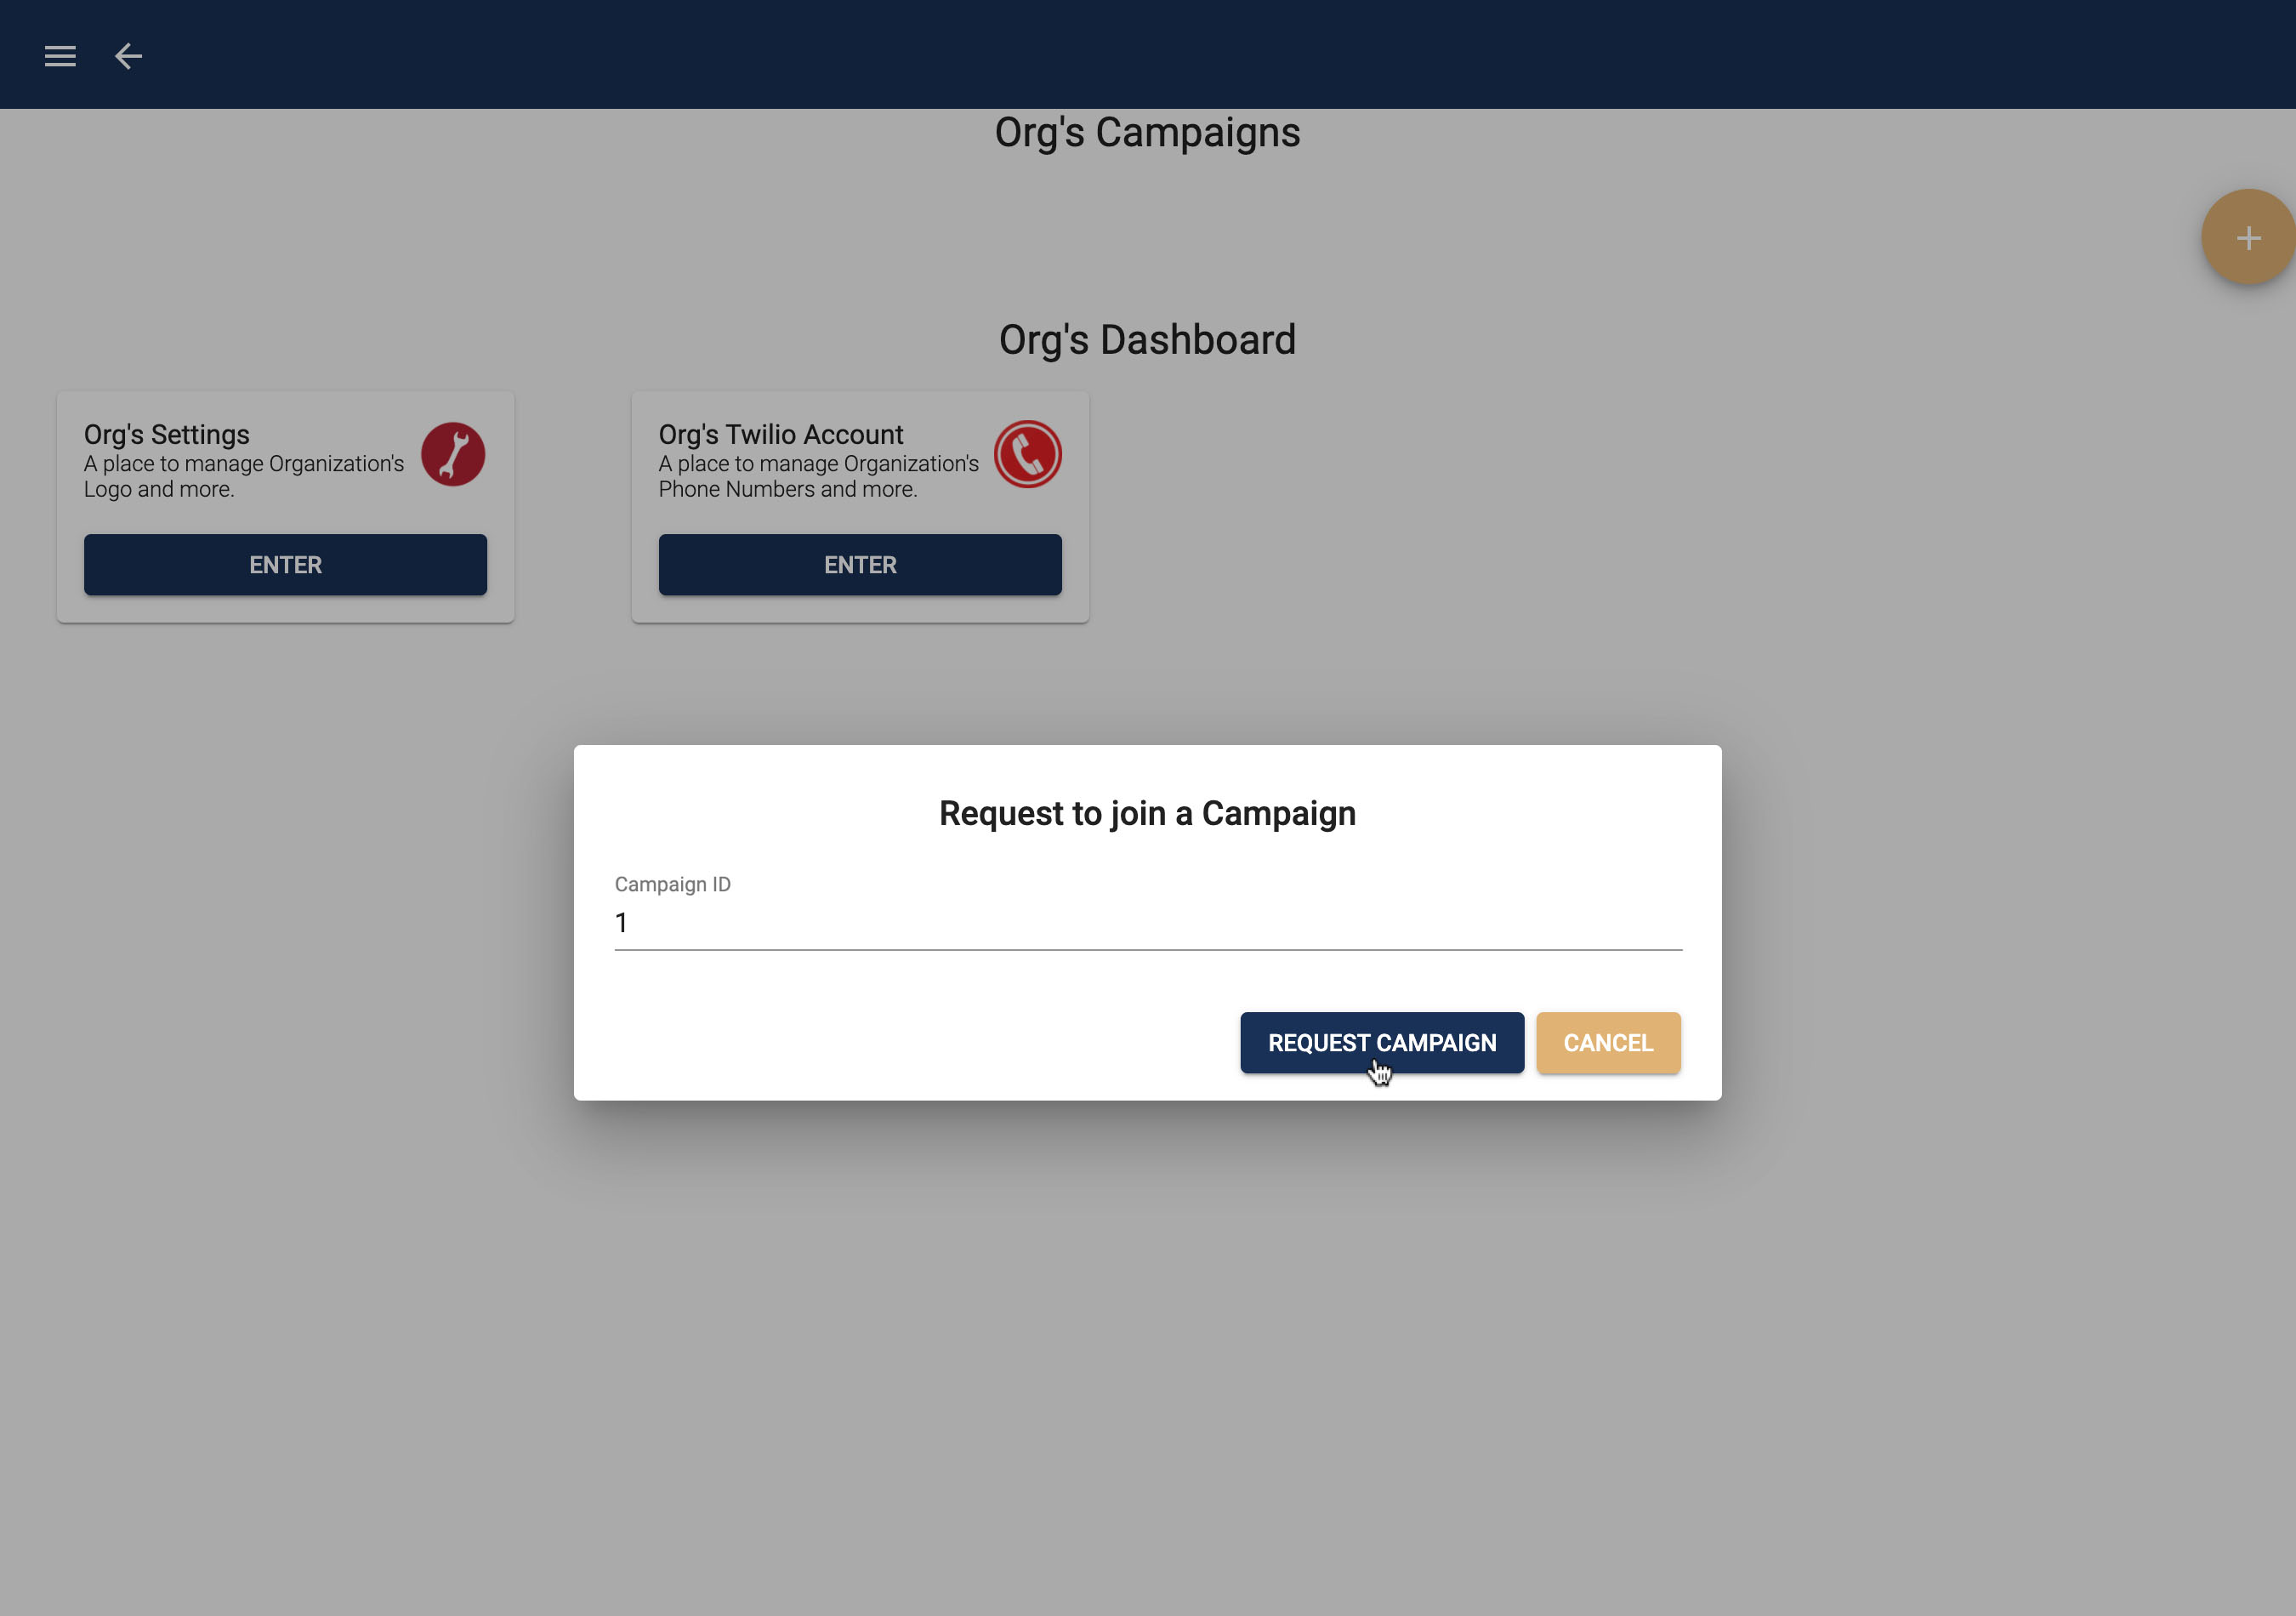 Org's Campaigns
+
Org's Dashboard
Org's Settings
A place to manage Organization's
Logo and more.
ENTER
Org's Twilio Account
A place to manage Organization's
Phone Numbers and more.
ENTER
Request to join a Campaign
Campaign ID
1
REQUEST CAMPAIGN
CANCEL